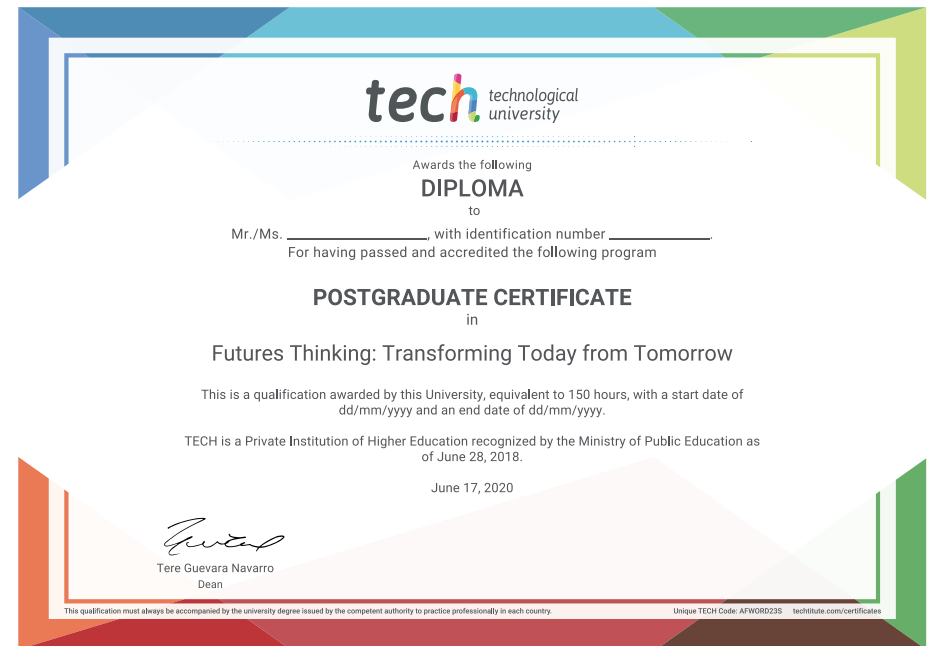 tech technological
university
Awards the following
DIPLOMA
to
Mr./Ms. ____________________, with identification number ______________.
For having passed and accredited the following program
POSTGRADUATE CERTIFICATE
in
Futures Thinking: Transforming Today from Tomorrow
This is a qualification awarded by this University, equivalent to 150 hours, with a start date of
dd/mm/yyyy and an end date of dd/mm/yyyy.
TECH is a Private Institution of Higher Education recognized by the Ministry of Public Education as
of June 28, 2018.
June 17, 2020
Tere Guevara Navarro
Dean
This qualification must always be accompanied by the university degree issued by the competent authority to practice professionally in each country.
Unique TECH Code: AFWORD23S techtitute.com/certificates